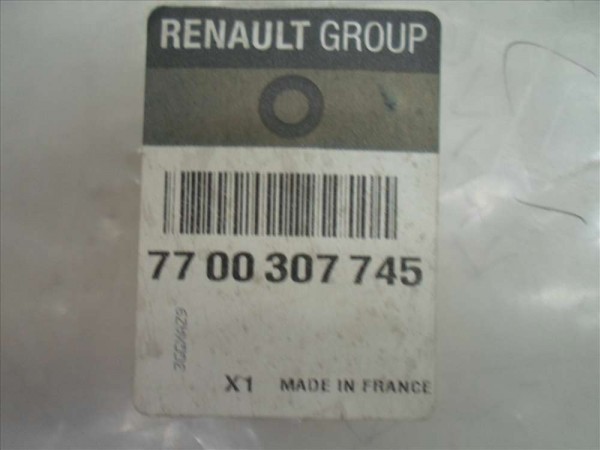 RENAULT GROUP
77 00 307 745
X1 MADE IN FRANCE